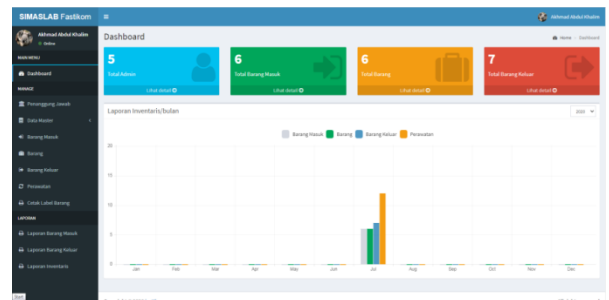 SIMASLAB Fastikom
Akhmad Abdul Khalim
Akhmad Abdul Khalim
Online
Dashboard
Home > Dashboard
MAIN MENU
Dashboard
MANAGE
Penanggung Jawab
Data Master
Barang Masuk
Barang
Barang Keluar
Perawatan
Cetak Label Barang
LAPORAN
Laporan Barang Masuk
Laporan Barang Keluar
Laporan Inventaris
5
Total Admin
Lihat detail
6
Total Barang Masuk
Lihat detail
6
Total Barang
Lihat detail
7
Total Barang Keluar
Lihat detail
Laporan Inventaris/bulan
2020
Barang Masuk Barang Barang Keluar Perawatan
20
15
10
5
0
Jan Feb Mar Apr May Jun Jul Aug Sep Oct Nov Dec